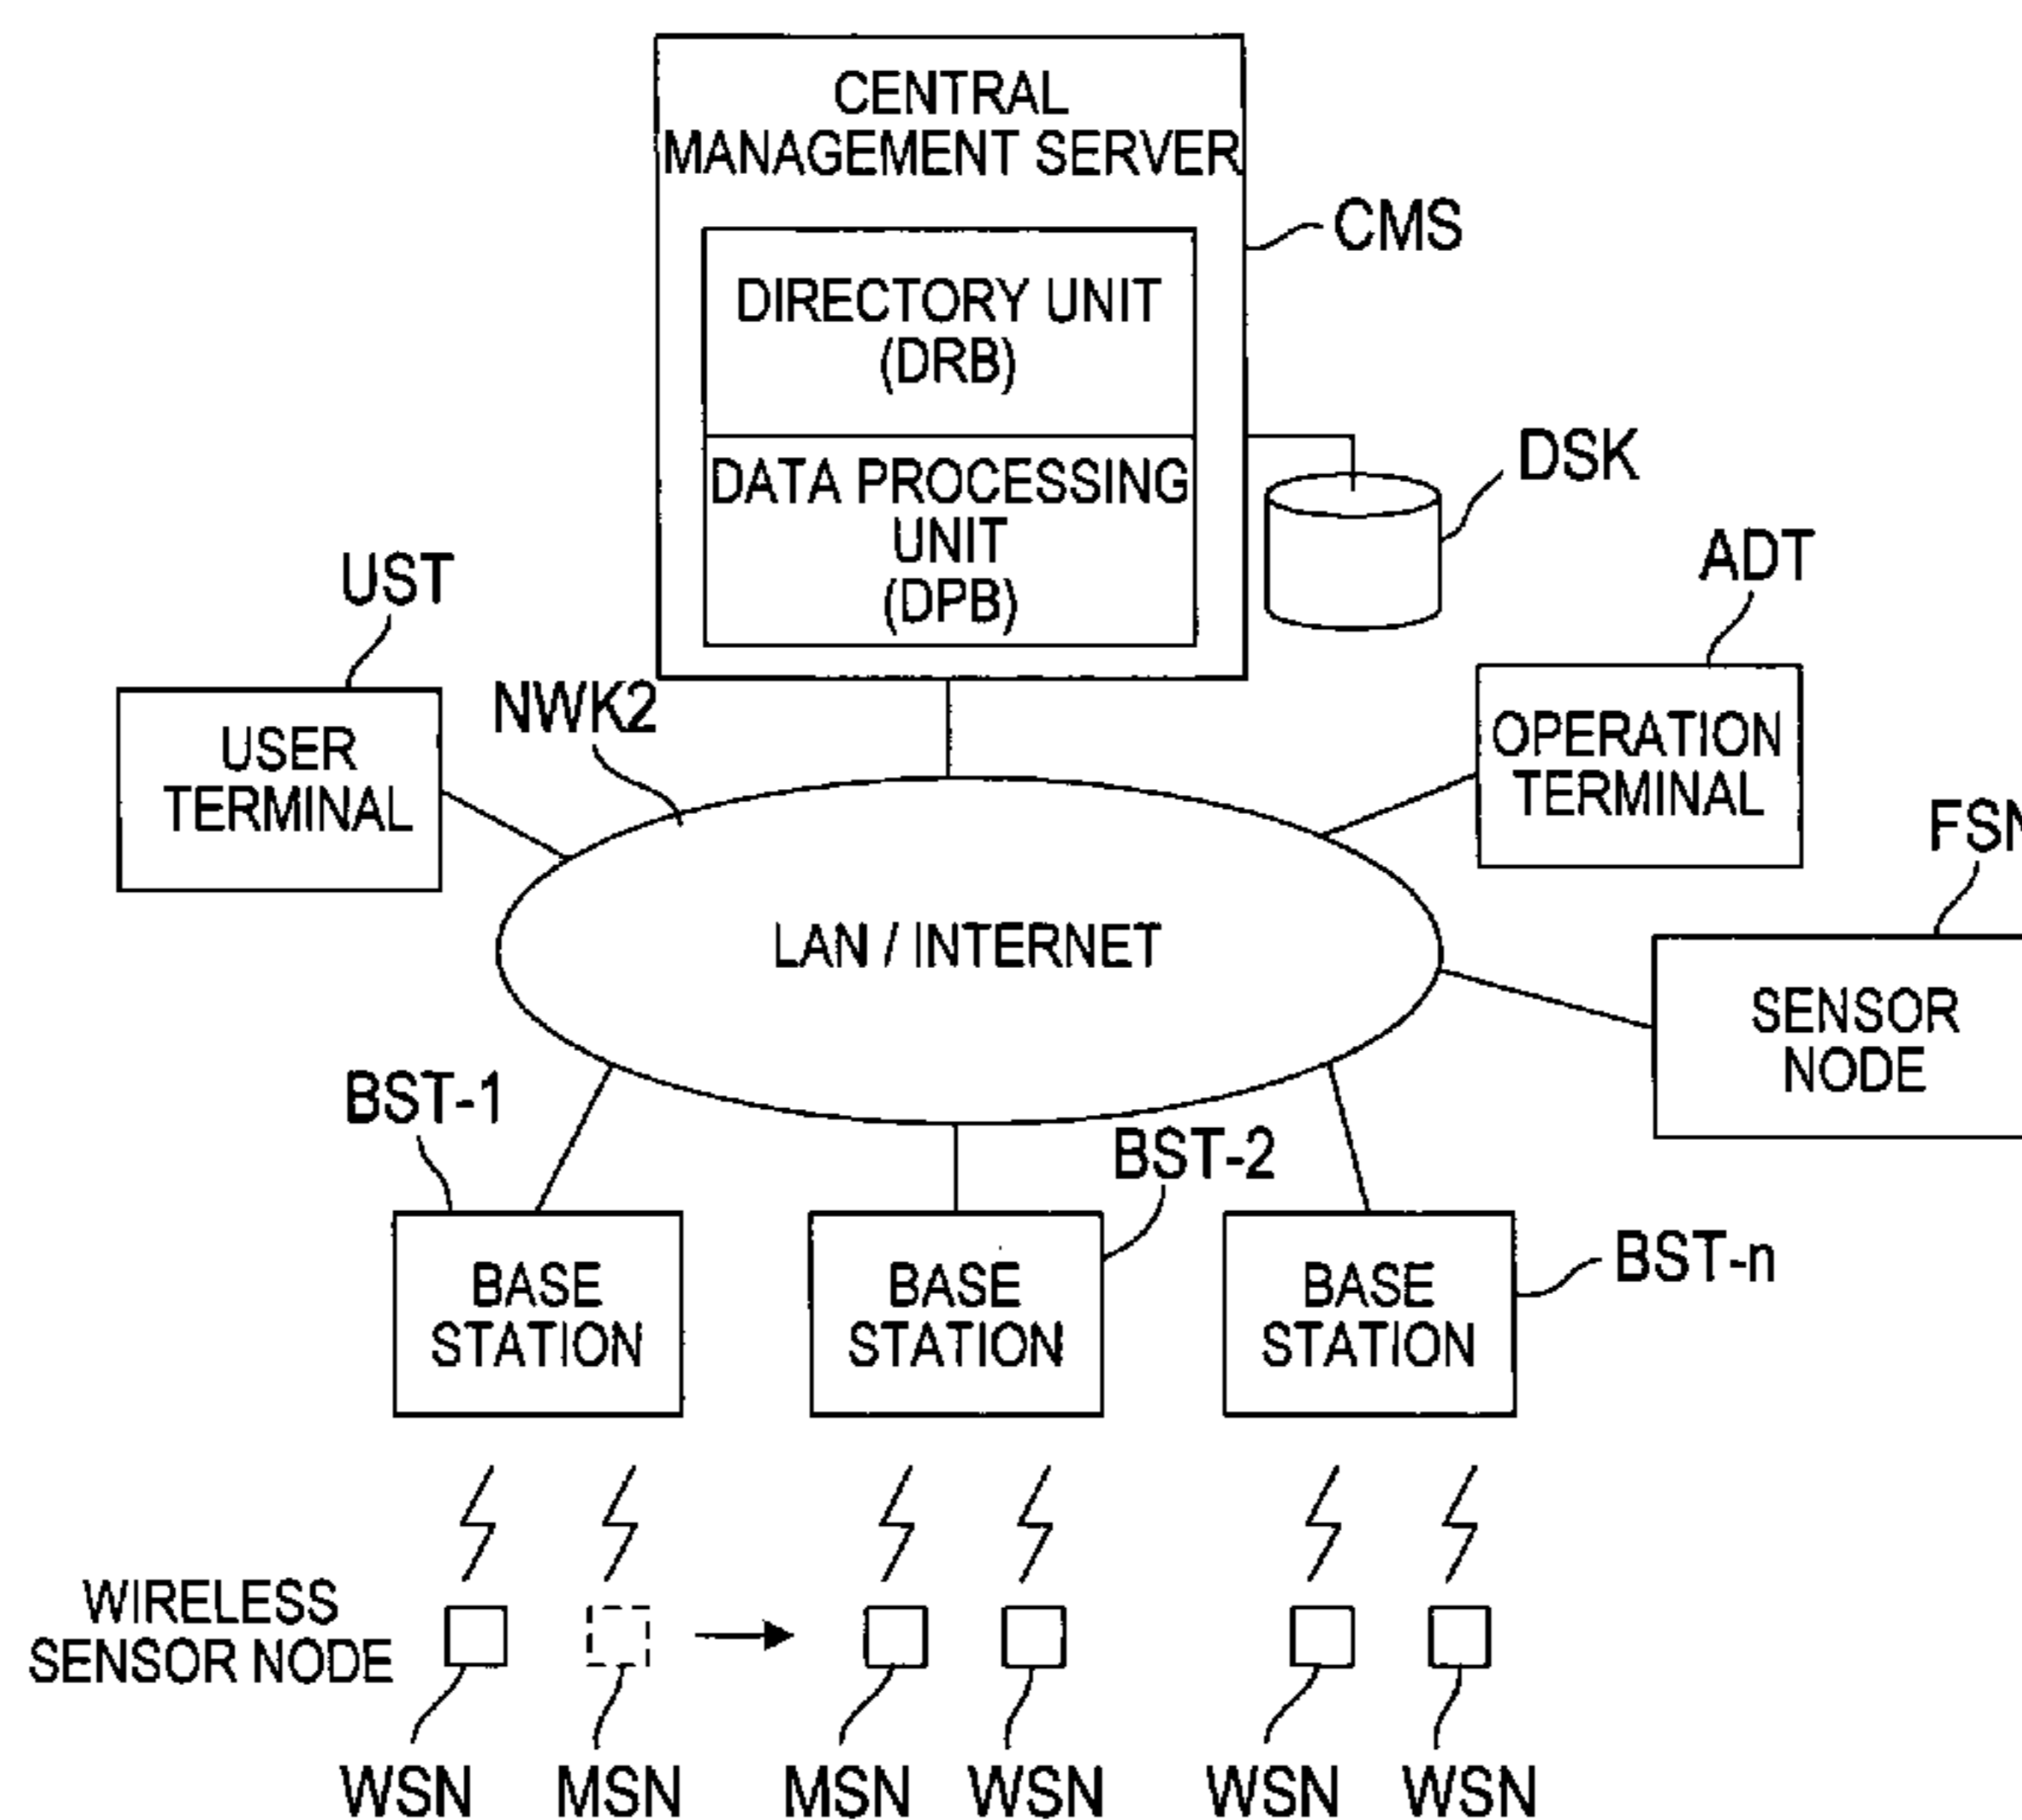 CENTRAL
MANAGEMENT SERVER
CMS
DIRECTORY UNIT
(DRB)
DATA PROCESSING
UNIT
(DPB)
DSK
UST
ADT
NWK2
USER
TERMINAL
OPERATION
TERMINAL
FSN
LAN / INTERNET
SENSOR
NODE
BST-1
BST-2
BST-n
BASE
STATION
BASE
STATION
BASE
STATION
WIRELESS
SENSOR NODE
WSN
MSN
MSN
WSN
WSN
WSN